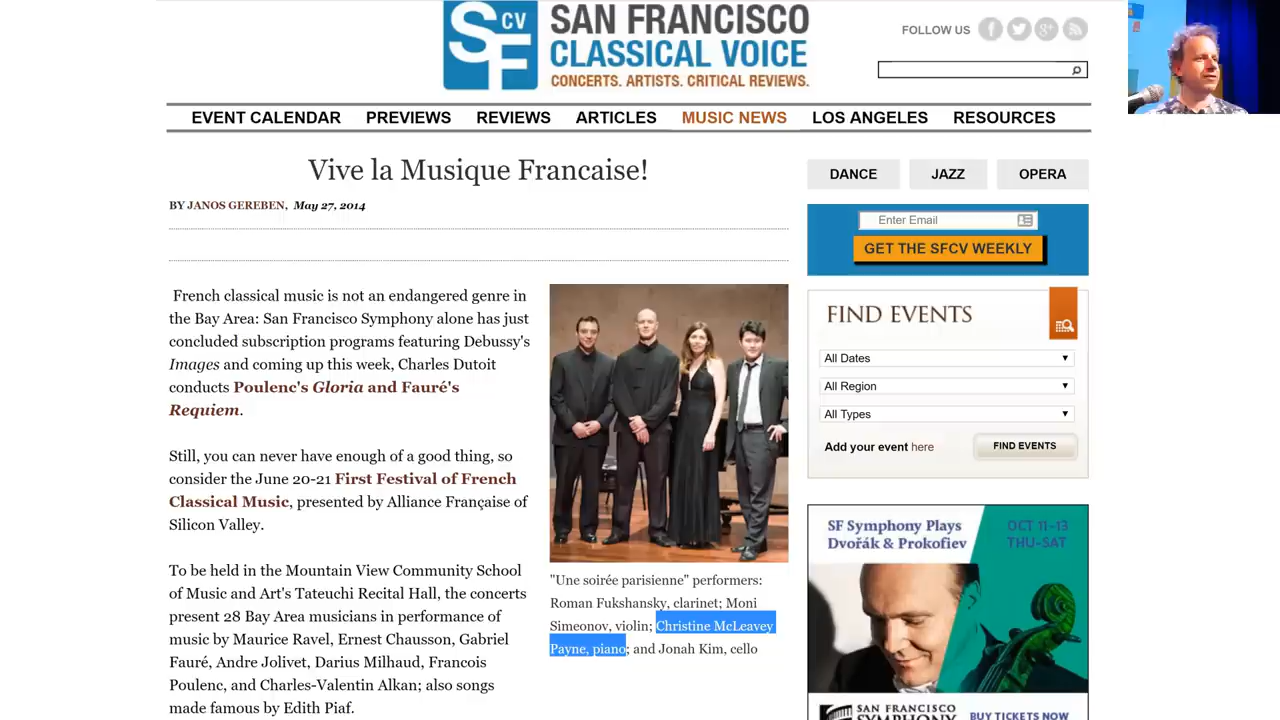 SCV
F
SAN FRANCISCO
CLASSICAL VOICE
CONCERTS. ARTISTS. CRITICAL REVIEWS.
FOLLOW US
EVENT CALENDAR PREVIEWS REVIEWS ARTICLES MUSIC NEWS LOS ANGELES RESOURCES
Vive la Musique Francaise!
BY JANOS GEREBEN, May 27, 2014
French classical music is not an endangered genre in
the Bay Area: San Francisco Symphony alone has just
concluded subscription programs featuring Debussy's
Images and coming up this week, Charles Dutoit
conducts Poulenc's Gloria and Fauré's
Requiem.
Still, you can never have enough of a good thing, so
consider the June 20-21 First Festival of French
Classical Music, presented by Alliance Française of
Silicon Valley.
To be held in the Mountain View Community School
of Music and Art's Tateuchi Recital Hall, the concerts
present 28 Bay Area musicians in performance of
music by Maurice Ravel, Ernest Chausson, Gabriel
Fauré, Andre Jolivet, Darius Milhaud, Francois
Poulenc, and Charles-Valentin Alkan; also songs
made famous by Edith Piaf.
"Une soirée parisienne" performers:
Roman Fukshansky, clarinet; Moni
Simeonov, violin; Christine McLeavey
Payne, piano; and Jonah Kim, cello
DANCE JAZZ OPERA
Enter Email
GET THE SFCV WEEKLY
FIND EVENTS
All Dates
All Region
All Types
Add your event here
FIND EVENTS
SF Symphony Plays
Dvořák & Prokofiev
OCT 11-13
THU-SAT
SAN FRANCISCO
SYMPHONY
BUY TICKETS NOW